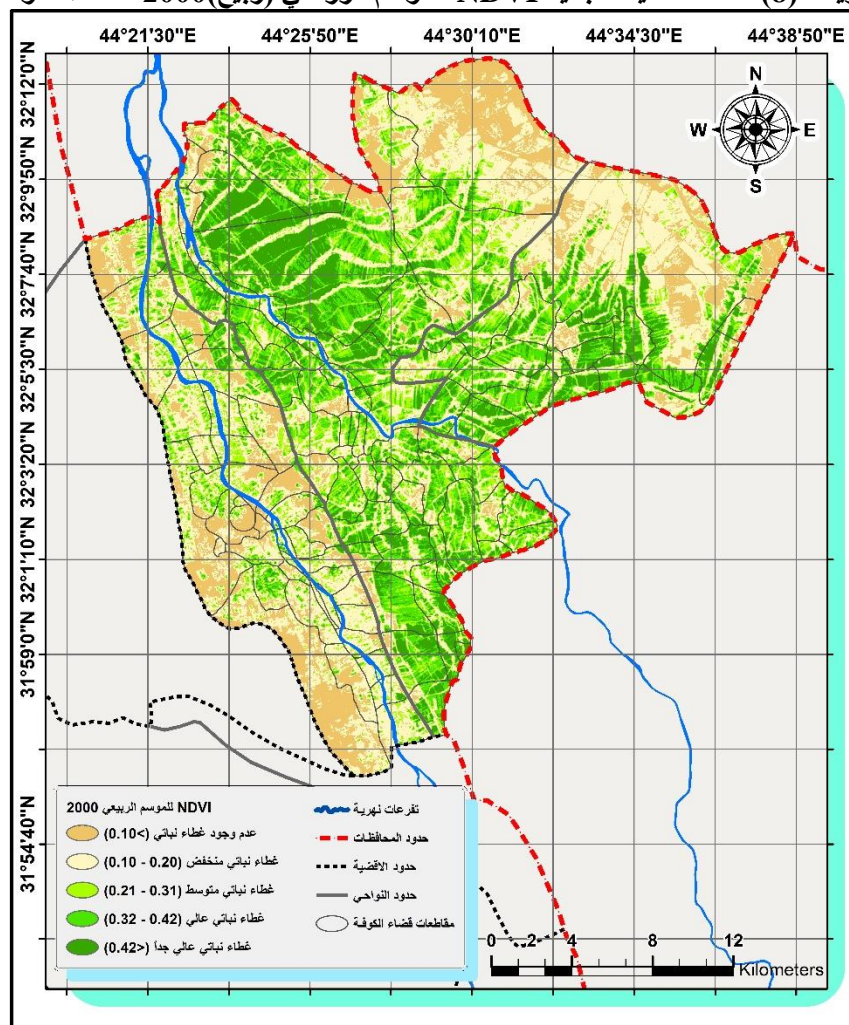 (8) NDVI (ربيع)2000
44°21'30"E 44°25'50"E 44°30'10"E 44°34'30"E 44°38'50"E
32°12'0"N
32°9'50"N
32°7'40"N
32°5'30"N
32°3'20"N
32°1'10"N
31°59'0"N
31°54'40"N
N
W E
S
NDVI للموسم الربيعي 2000
عدم وجود غطاء نباتي (>0.10)
غطاء نباتي منخفض (0.20 - 0.10)
غطاء نباتي متوسط (0.31 - 0.21)
غطاء نباتي عالي (0.42 - 0.32)
غطاء نباتي عالي جداً (<0.42)
تفرعات نهرية
حدود المحافظات
حدود الاقضية
حدود النواحي
مقاطعات قضاء الكوفة
0 2 4 8 12
Kilometers